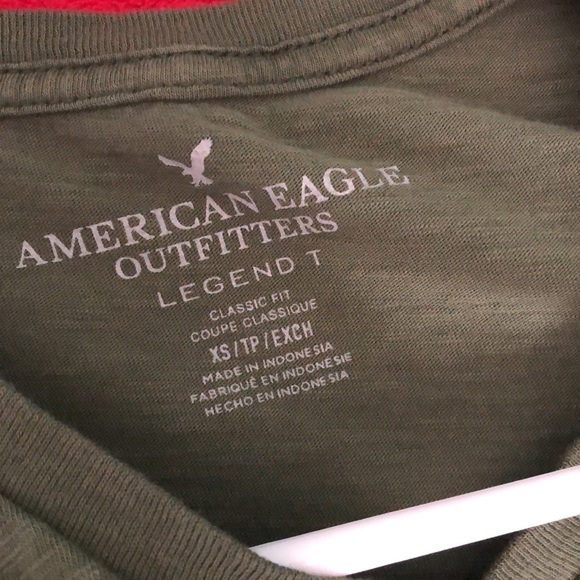 AMERICAN EAGLE
OUTFITTERS
LEGEND T
CLASSIC FIT
COUPE CLASSIQUE
XS/TP/EXCH
MADE IN INDONESIA
FABRIQUÉ EN INDONÉSIE
HECHO EN INDONESIA